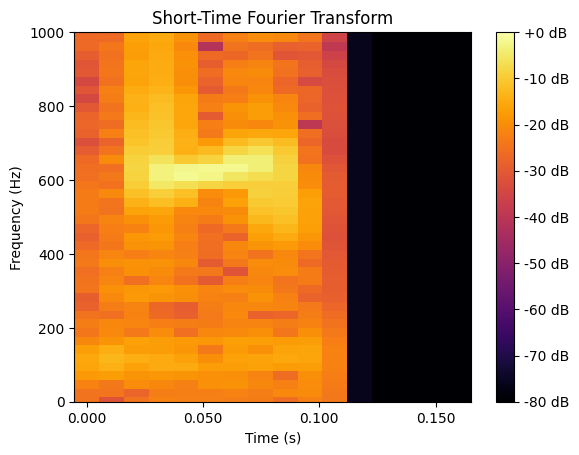 Short-Time Fourier Transform
1000
800
600
400
200
0
Frequency (Hz)
0.000
0.050
0.100
0.150
Time (s)
+0 dB
-10 dB
-20 dB
-30 dB
-40 dB
-50 dB
-60 dB
-70 dB
-80 dB